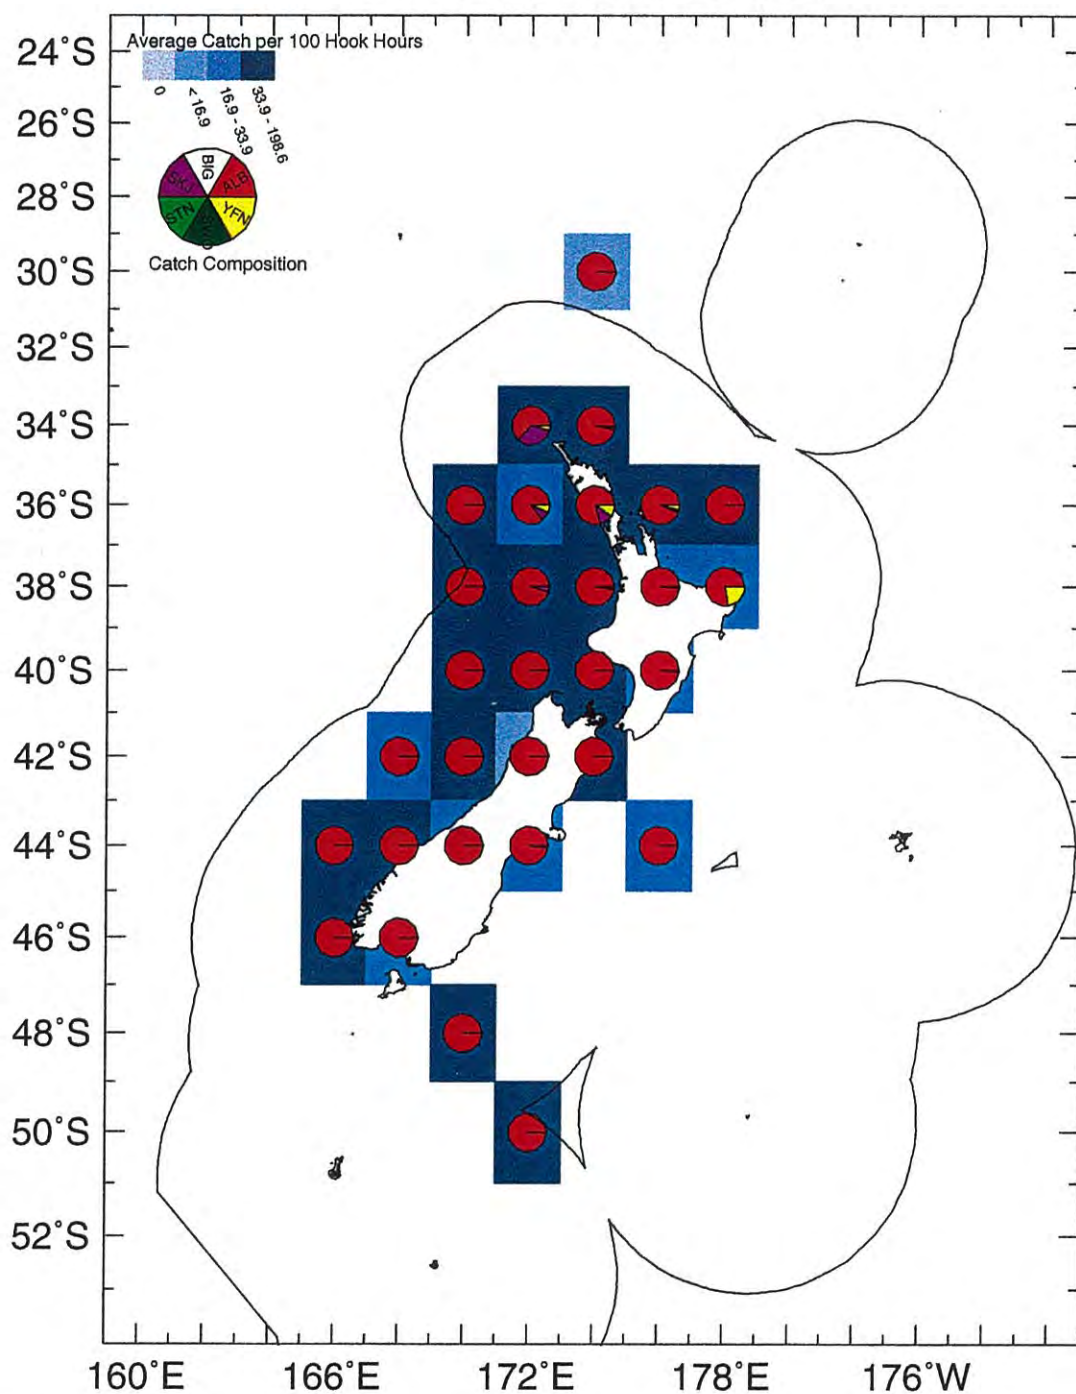 Average Catch per 100 Hook Hours
0
< 16.9
16.9 - 33.9
33.9 - 198.6
BIG
SKJ
ALB
STN
YFN
Catch Composition
24°S
26°S
28°S
30°S
32°S
34°S
36°S
38°S
40°S
42°S
44°S
46°S
48°S
50°S
52°S
160°E
166°E
172°E
178°E
176°W